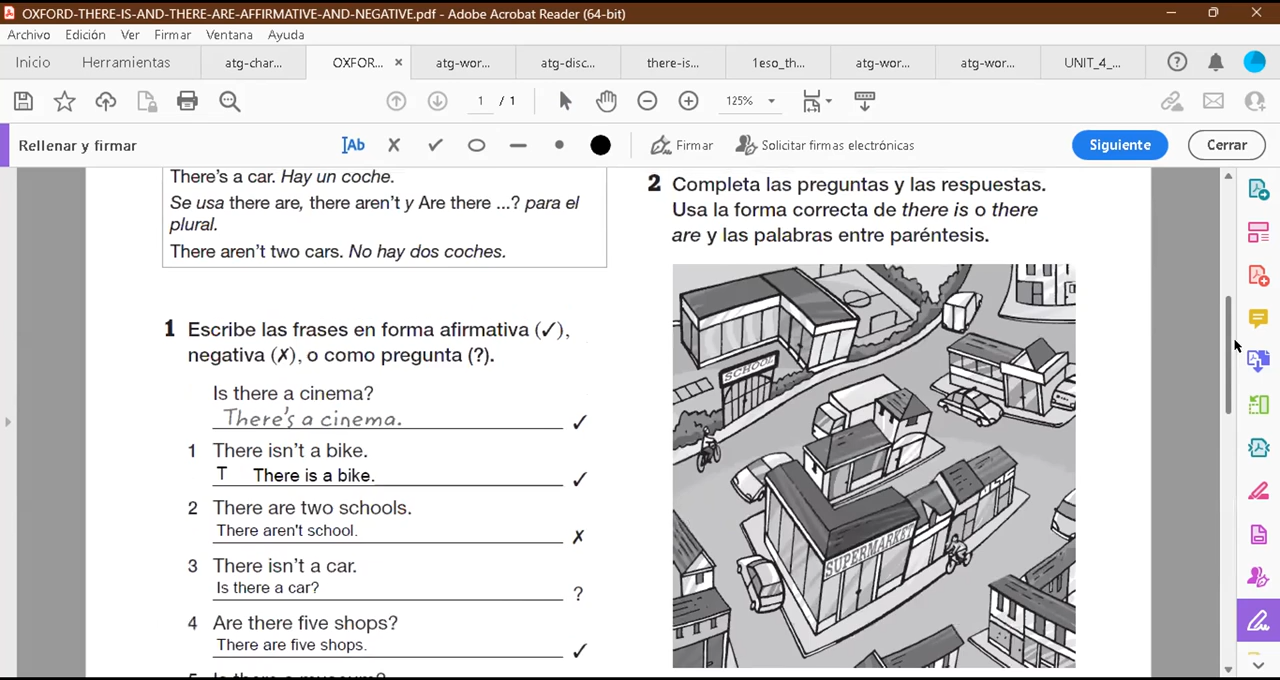 OXFORD-THERE-IS-AND-THERE-ARE-AFFIRMATIVE-AND-NEGATIVE.pdf - Adobe Acrobat Reader (64-bit)
Archivo Edición Ver Firmar Ventana Ayuda
Inicio Herramientas atg-char... OXFOR... × atg-wor... atg-disc... there-is... 1eso_th... atg-wor... atg-wor... UNIT_4_...
1 / 1 125%
Rellenar y firmar IAb Firmar Solicitar firmas electrónicas Siguiente Cerrar
There's a car. Hay un coche.
Se usa there are, there aren't y Are there ...? para el
plural.
There aren't two cars. No hay dos coches.
1 Escribe las frases en forma afirmativa (✓),
negativa (✗), o como pregunta (?).
Is there a cinema?
There's a cinema. ✓
1 There isn't a bike.
T There is a bike. ✓
2 There are two schools.
There aren't school. ✗
3 There isn't a car.
Is there a car? ?
4 Are there five shops?
There are five shops. ✓
5 Is there a museum?
2 Completa las preguntas y las respuestas.
Usa la forma correcta de there is o there
are y las palabras entre paréntesis.
SCHOOL
SUPERMARKET